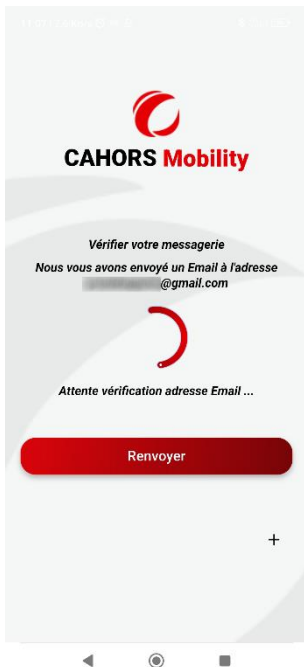 CAHORS Mobility
Vérifier votre messagerie
Nous vous avons envoyé un Email à l'adresse
@gmail.com
Attente vérification adresse Email ...
Renvoyer
+